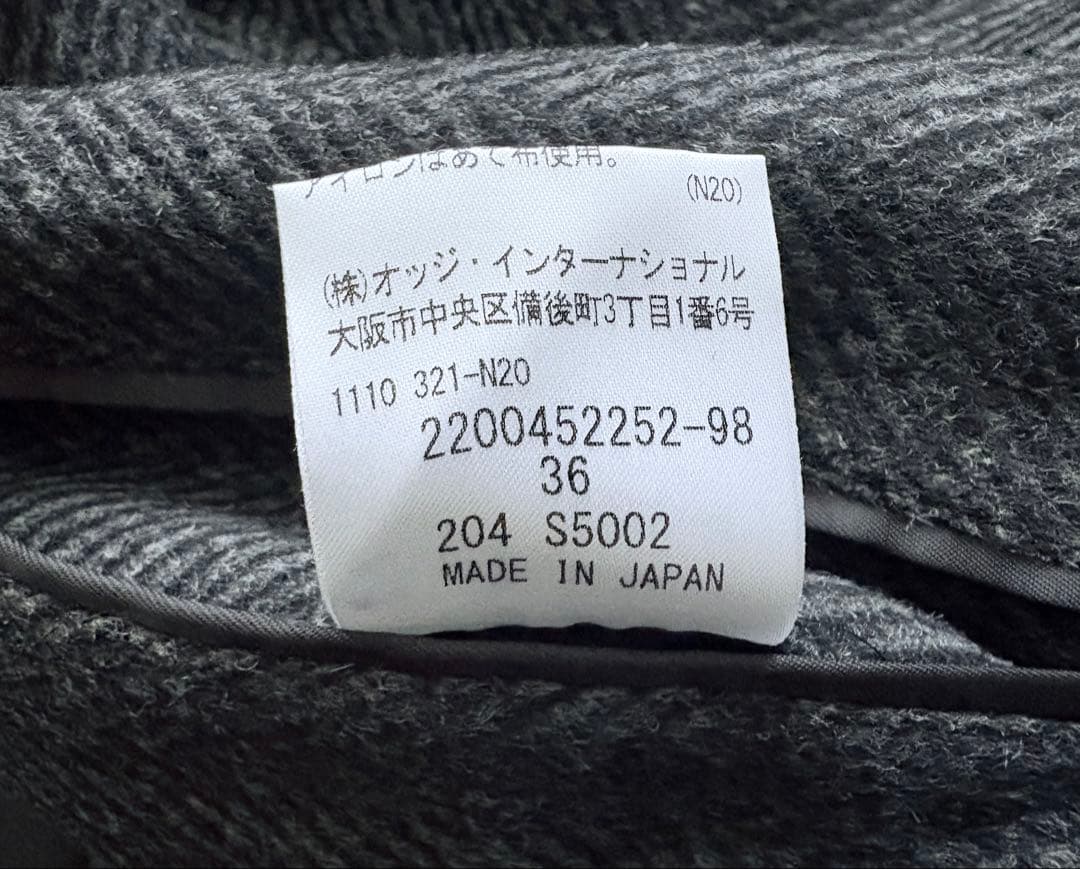 アイロンはあて布使用。
(N20)
(株)オッジ・インターナショナル
大阪市中央区備後町3丁目1番6号
1110 321-N20
2200452252-98
36
204 S5002
MADE IN JAPAN